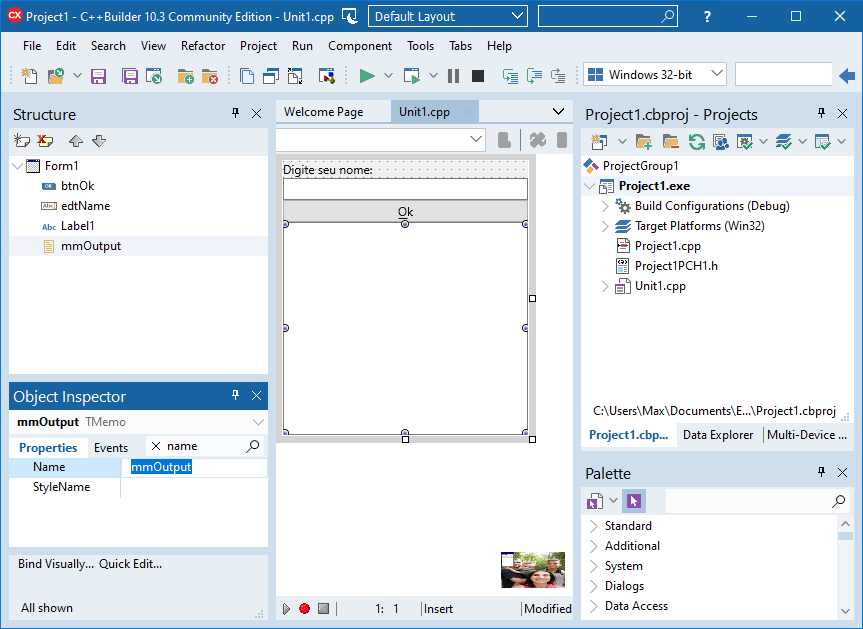 CX Project1 - C++Builder 10.3 Community Edition - Unit1.cpp Default Layout ?
File Edit Search View Refactor Project Run Component Tools Tabs Help
Windows 32-bit
Structure
Form1
OK btnOk
edtName
Abc Label1
mmOutput
Object Inspector
mmOutput TMemo
Properties Events name
Name mmOutput
StyleName
Bind Visually... Quick Edit...
All shown
Welcome Page Unit1.cpp
Digite seu nome:
Ok
1: 1 Insert Modified
Project1.cbproj - Projects
ProjectGroup1
Project1.exe
Build Configurations (Debug)
Target Platforms (Win32)
Project1.cpp
Project1PCH1.h
Unit1.cpp
C:\Users\Max\Documents\E...\Project1.cbproj
Project1.cbp... Data Explorer Multi-Device ...
Palette
Standard
Additional
System
Dialogs
Data Access